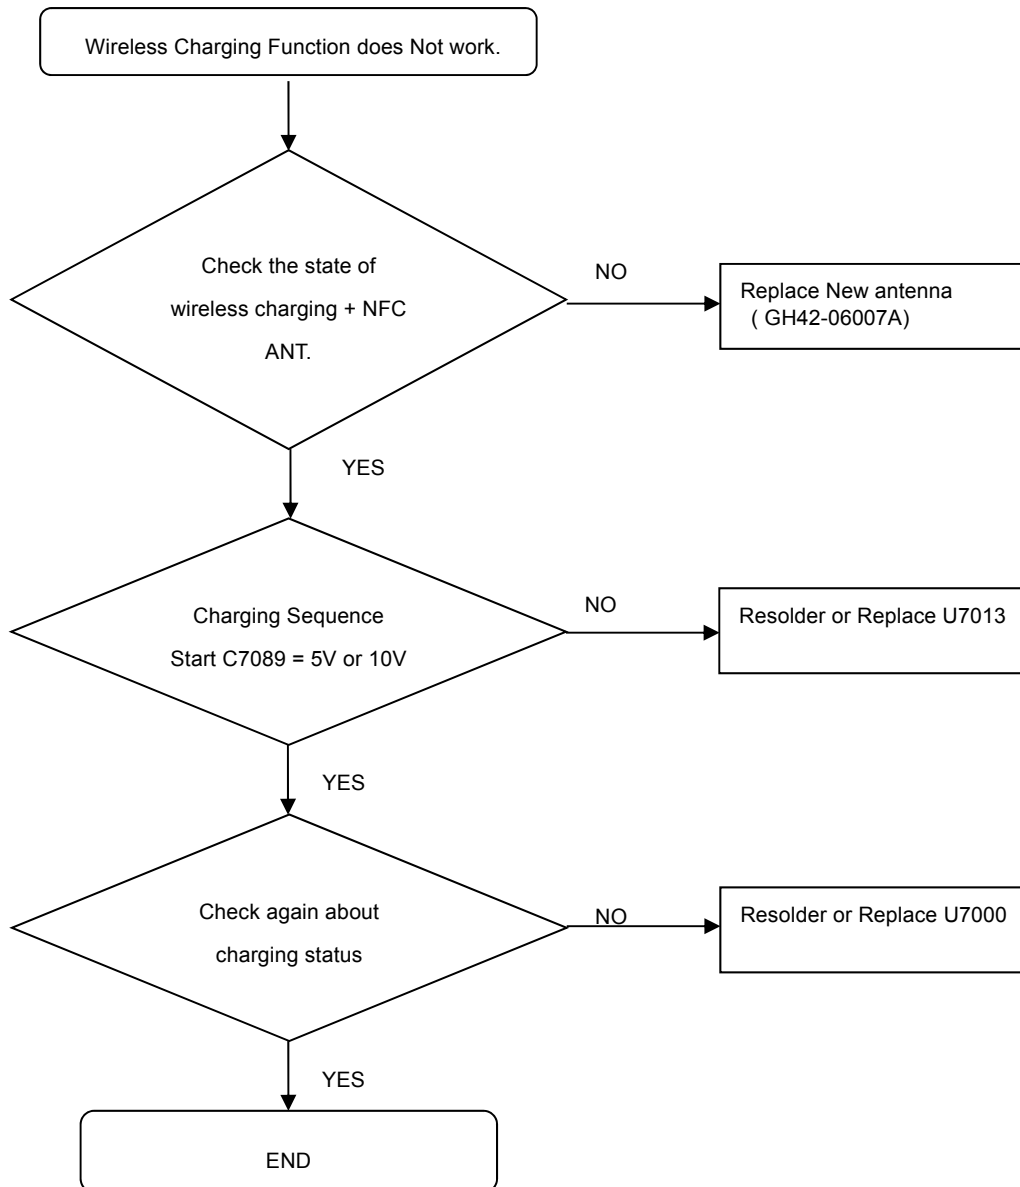 Wireless Charging Function does Not work.
Check the state of
wireless charging + NFC
ANT.
NO
Replace New antenna
( GH42-06007A)
YES
Charging Sequence
Start C7089 = 5V or 10V
NO
Resolder or Replace U7013
YES
Check again about
charging status
NO
Resolder or Replace U7000
YES
END